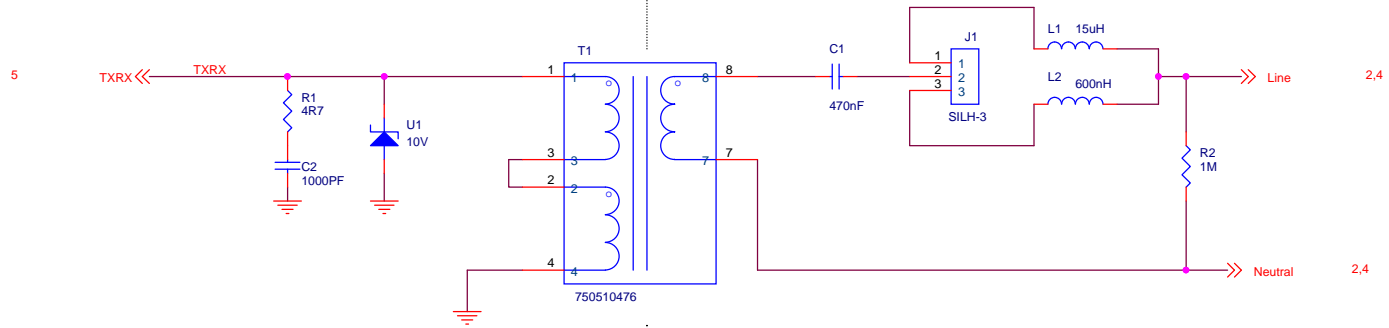 L1 15uH
J1
T1
C1
1 1
8 8
1 1
2 2
3 3
5
TXRX
TXRX
Line
2,4
L2
600nH
R1
4R7
470nF
SILH-3
U1
10V
3 3
7 7
R2
1M
C2
1000PF
2 2
4 4
Neutral
2,4
750510476